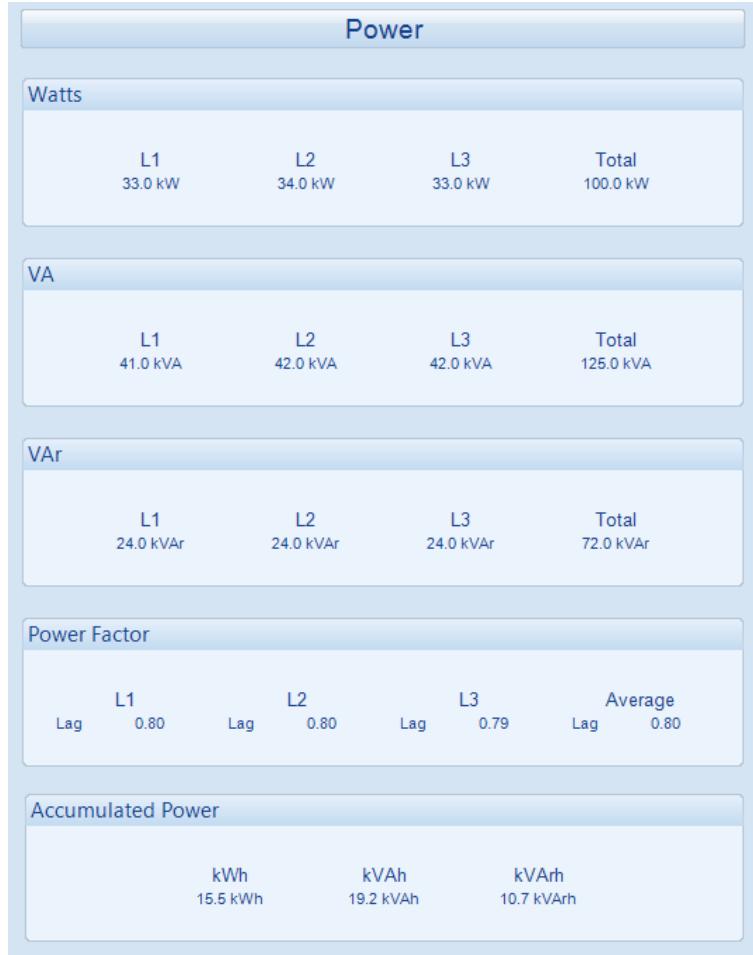 Power
Watts
L1 L2 L3 Total
33.0 kW 34.0 kW 33.0 kW 100.0 kW
VA
L1 L2 L3 Total
41.0 kVA 42.0 kVA 42.0 kVA 125.0 kVA
VAr
L1 L2 L3 Total
24.0 kVAr 24.0 kVAr 24.0 kVAr 72.0 kVAr
Power Factor
L1 L2 L3 Average
Lag 0.80 Lag 0.80 Lag 0.79 Lag 0.80
Accumulated Power
kWh kVAh kVArh
15.5 kWh 19.2 kVAh 10.7 kVArh